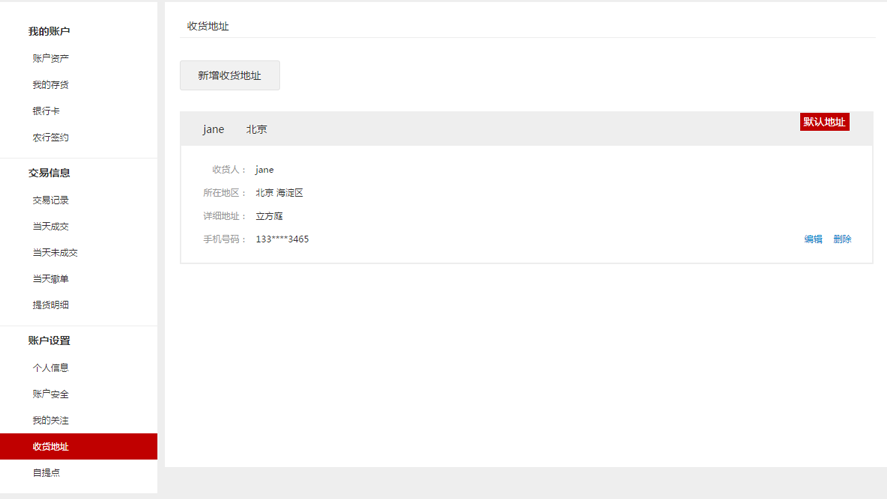 我的账户
账户资产
我的存货
银行卡
农行签约
交易信息
交易记录
当天成交
当天未成交
当天撤单
提货明细
账户设置
个人信息
账户安全
我的关注
收货地址
自提点
收货地址
新增收货地址
jane 北京 默认地址
收货人： jane
所在地区： 北京 海淀区
详细地址： 立方庭
手机号码： 133****3465 编辑 删除